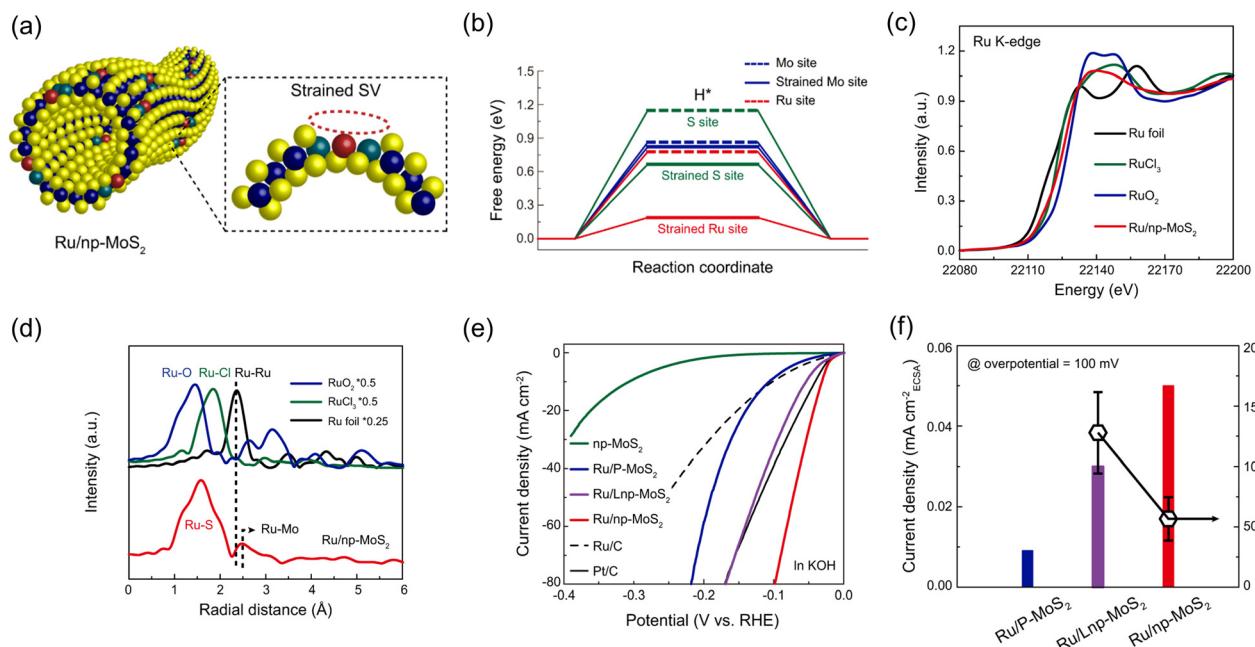 (a)
Strained SV
Ru/np-MoS₂
(b)
Free energy (eV)
1.5
1.2
0.9
0.6
0.3
0.0
H*
Mo site
Strained Mo site
Ru site
S site
Strained S site
Strained Ru site
Reaction coordinate
(c)
Ru K-edge
Intensity (a.u.)
1.2
0.9
0.6
0.3
0.0
Ru foil
RuCl₃
RuO₂
Ru/np-MoS₂
22080 22110 22140 22170 22200
Energy (eV)
(d)
Intensity (a.u.)
Ru-O Ru-Cl Ru-Ru
RuO₂ *0.5
RuCl₃ *0.5
Ru foil *0.25
Ru-S
Ru-Mo
Ru/np-MoS₂
0 1 2 3 4 5 6
Radial distance (Å)
(e)
Current density (mA cm⁻²)
0
-20
-40
-60
-80
np-MoS₂
Ru/P-MoS₂
Ru/Lnp-MoS₂
Ru/np-MoS₂
Ru/C
Pt/C
In KOH
-0.4 -0.3 -0.2 -0.1 0.0
Potential (V vs. RHE)
(f)
@ overpotential = 100 mV
Current density (mA cm⁻²ECSA)
0.06
0.04
0.02
0.00
50
0
Ru/P-MoS₂
Ru/Lnp-MoS₂
Ru/np-MoS₂